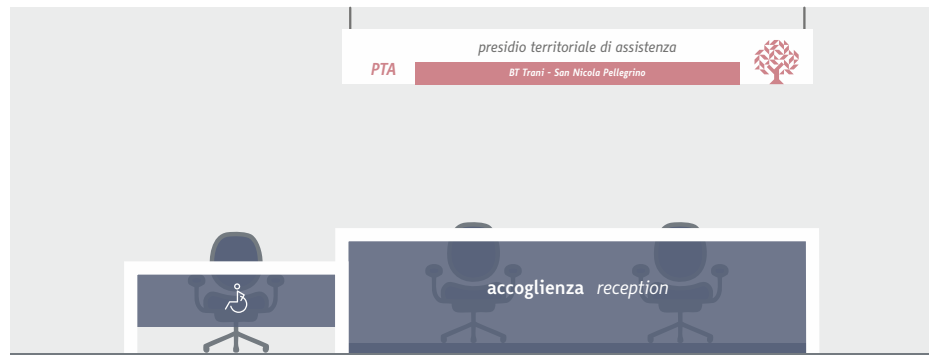 presidio territoriale di assistenza
PTA BT Trani - San Nicola Pellegrino
accoglienza reception